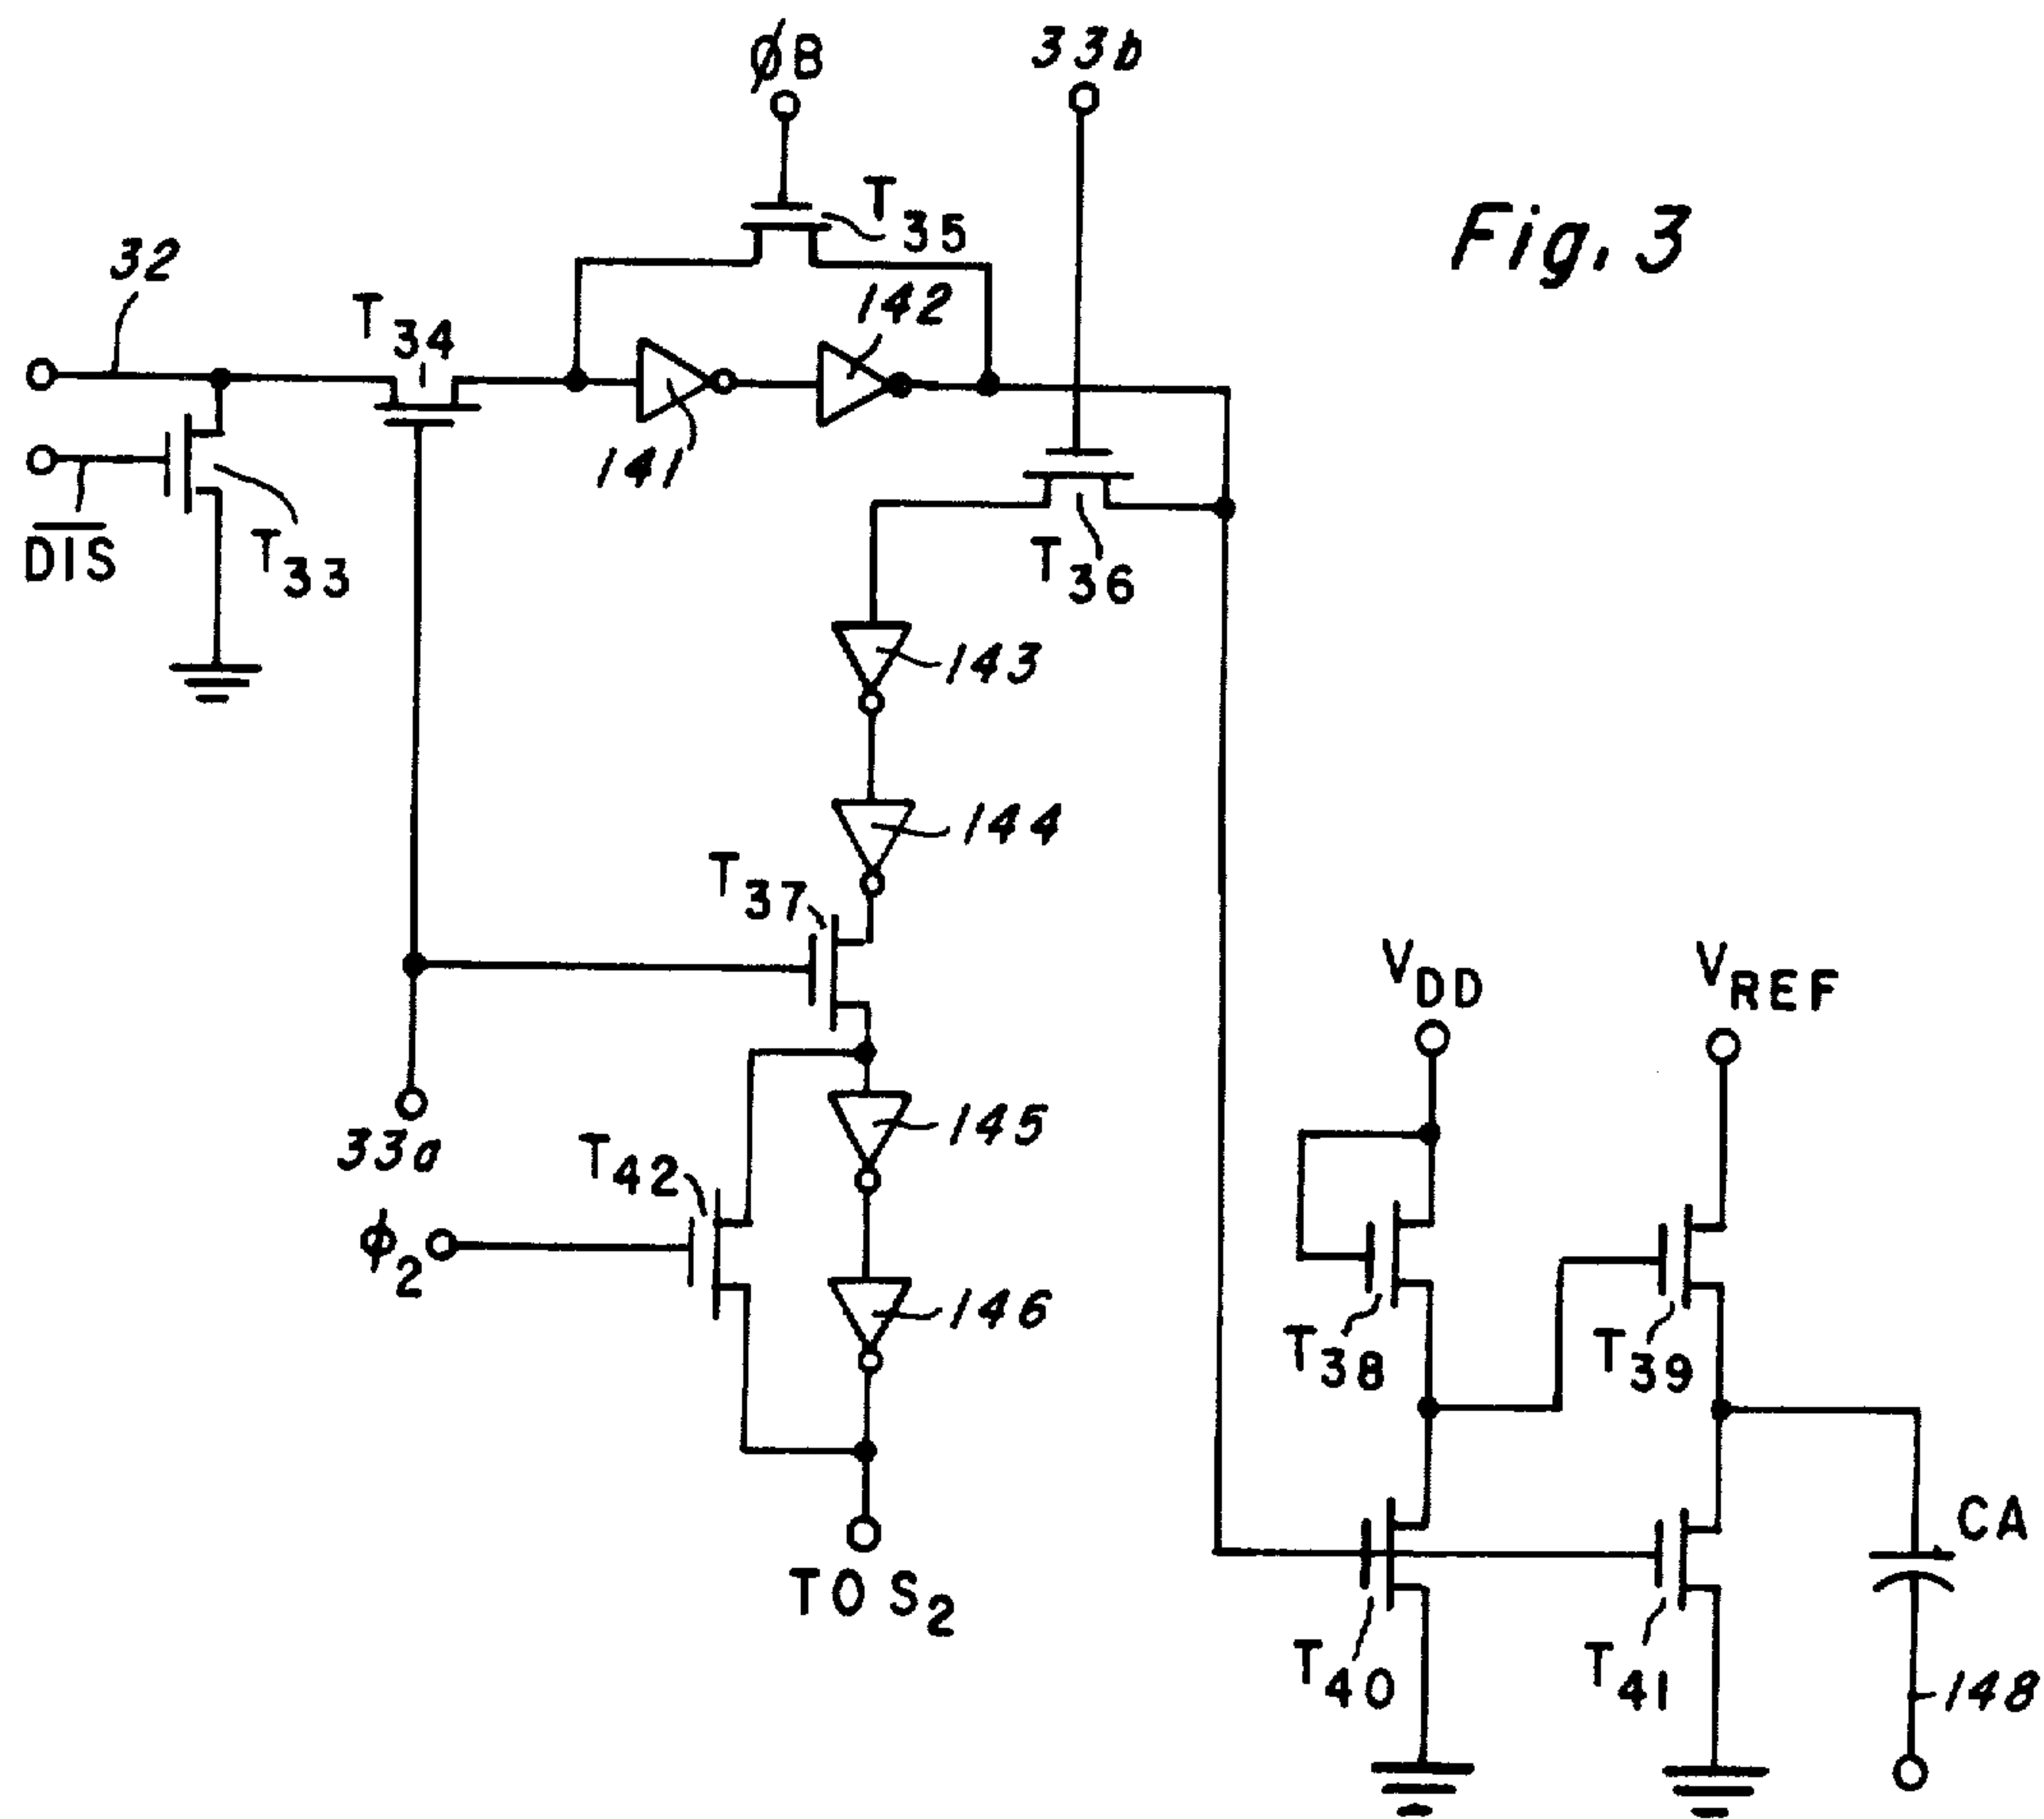 ø8
33b
T35
Fig. 3
32
T34
142
141
DIS
T33
T36
143
144
T37
VDD
VREF
33a
145
T42
ϕ2
146
T38
T39
CA
TO S2
T40
T41
148